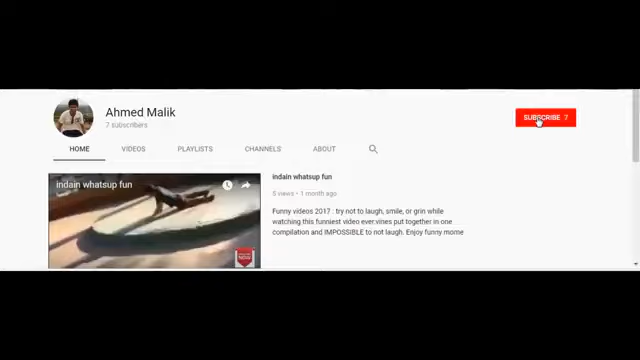 Ahmed Malik
7 subscribers
SUBSCRIBE 7
HOME VIDEOS PLAYLISTS CHANNELS ABOUT
indain whatsup fun
indain whatsup fun
5 views • 1 month ago
Funny videos 2017 : try not to laugh, smile, or grin while
watching this funniest video ever.vines put together in one
compilation and IMPOSSIBLE to not laugh. Enjoy funny mome